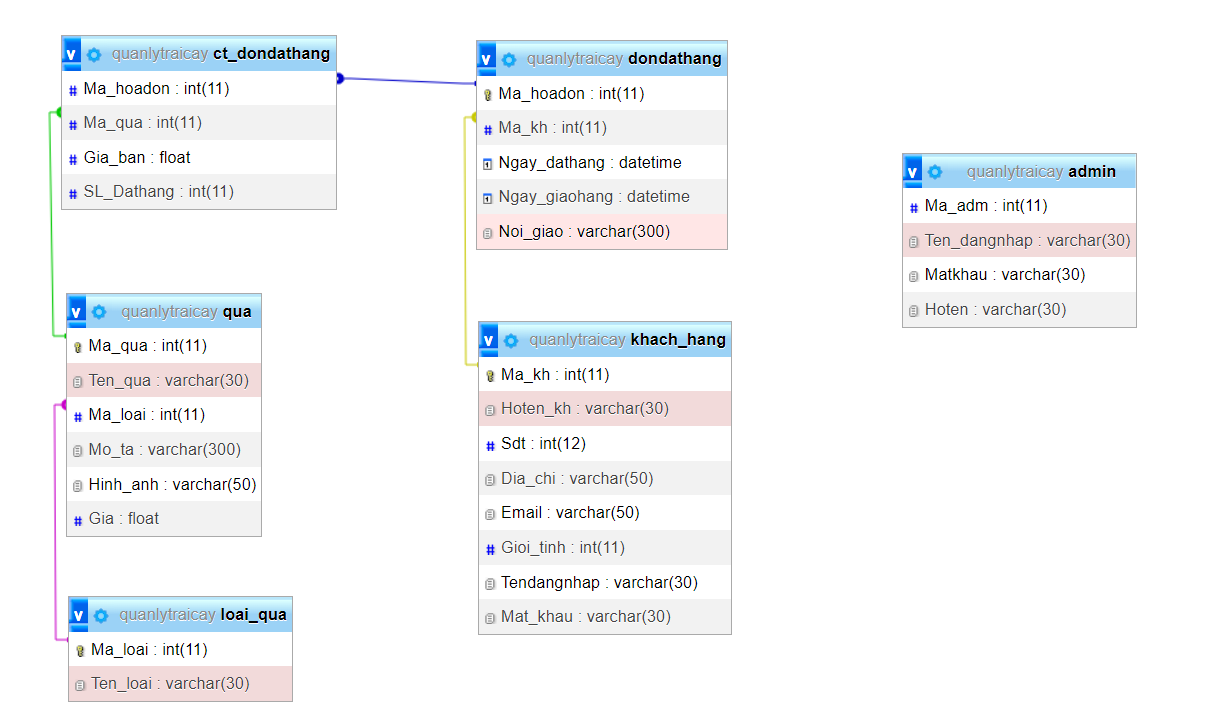 quanlytraicay ct_dondathang
Ma_hoadon : int(11)
Ma_qua : int(11)
Gia_ban : float
SL_Dathang : int(11)
quanlytraicay dondathang
Ma_hoadon : int(11)
Ma_kh : int(11)
Ngay_dathang : datetime
Ngay_giaohang : datetime
Noi_giao : varchar(300)
quanlytraicay admin
Ma_adm : int(11)
Ten_dangnhap : varchar(30)
Matkhau : varchar(30)
Hoten : varchar(30)
quanlytraicay qua
Ma_qua : int(11)
Ten_qua : varchar(30)
Ma_loai : int(11)
Mo_ta : varchar(300)
Hinh_anh : varchar(50)
Gia : float
quanlytraicay khach_hang
Ma_kh : int(11)
Hoten_kh : varchar(30)
Sdt : int(12)
Dia_chi : varchar(50)
Email : varchar(50)
Gioi_tinh : int(11)
Tendangnhap : varchar(30)
Mat_khau : varchar(30)
quanlytraicay loai_qua
Ma_loai : int(11)
Ten_loai : varchar(30)